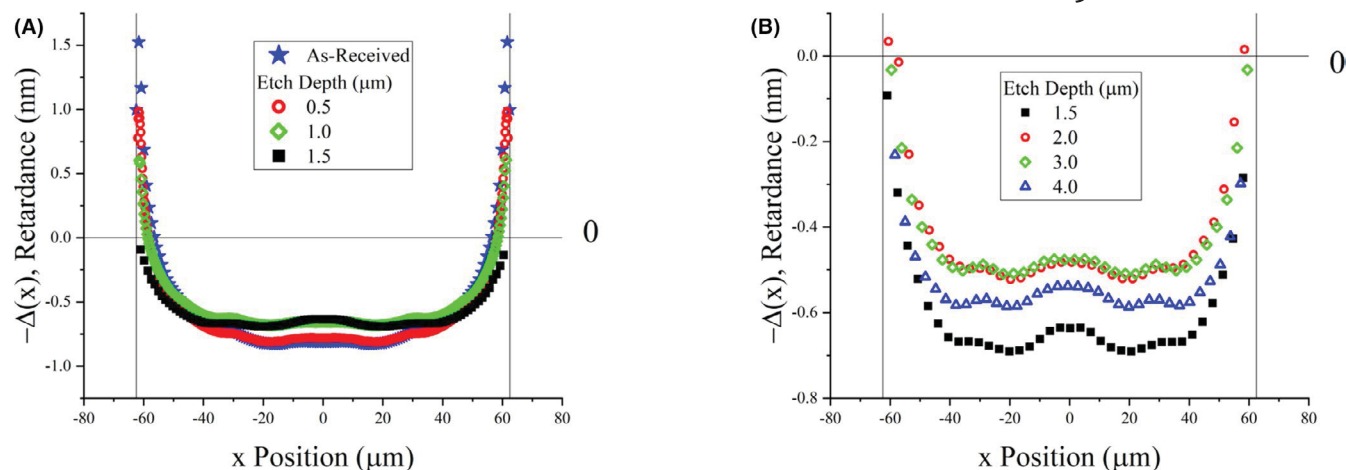 (A)
1.5
1.0
0.5
0.0
-0.5
-1.0
−Δ(x), Retardance (nm)
As-Received
Etch Depth (μm)
0.5
1.0
1.5
0
-80 -60 -40 -20 0 20 40 60 80
x Position (μm)
(B)
0.0
-0.2
-0.4
-0.6
-0.8
−Δ(x), Retardance (nm)
Etch Depth (μm)
1.5
2.0
3.0
4.0
0
-80 -60 -40 -20 0 20 40 60 80
x Position (μm)